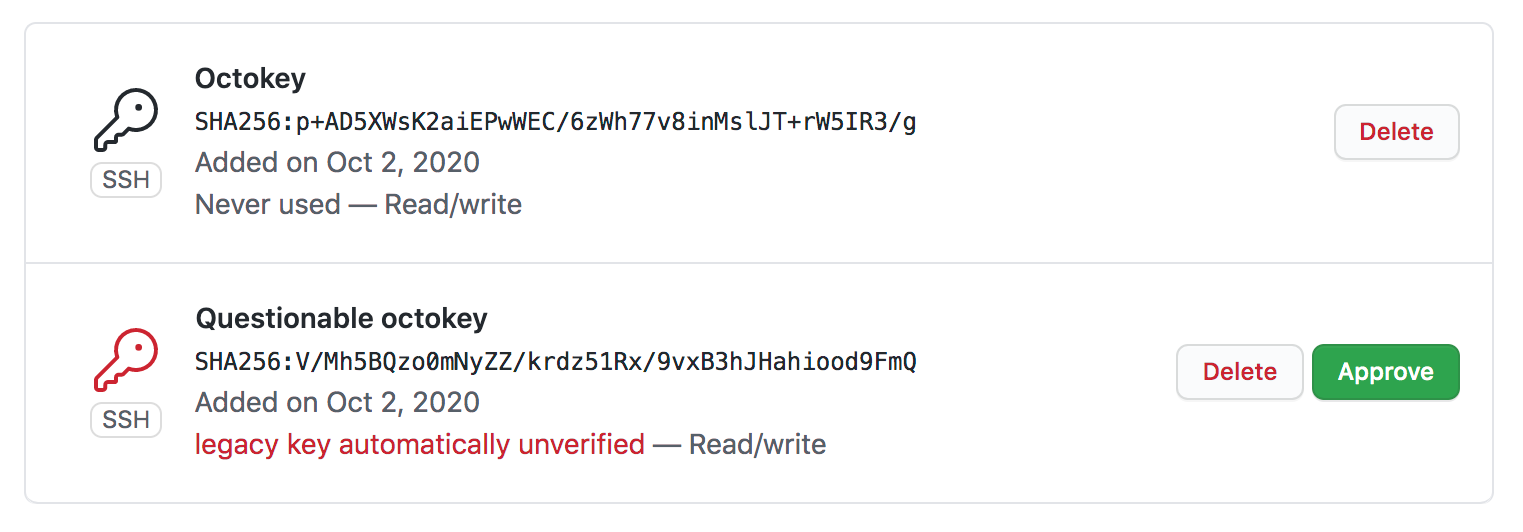 Octokey
SHA256:p+AD5XWsK2aiEPwWEC/6zWh77v8inMslJT+rW5IR3/g
Added on Oct 2, 2020
Never used — Read/write
SSH
Delete
Questionable octokey
SHA256:V/Mh5BQzo0mNyZZ/krdz51Rx/9vxB3hJHahiood9FmQ
Added on Oct 2, 2020
legacy key automatically unverified — Read/write
SSH
Delete
Approve